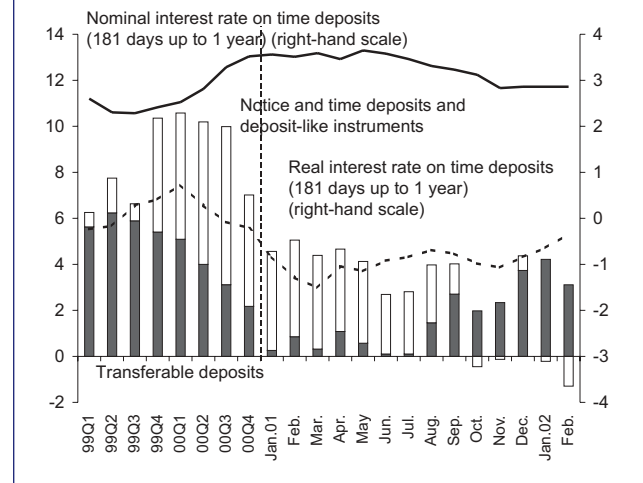 Nominal interest rate on time deposits
(181 days up to 1 year) (right-hand scale)
14
12
10
8
6
4
2
0
-2
4
3
2
1
0
-1
-2
-3
-4
Notice and time deposits and
deposit-like instruments
Real interest rate on time deposits
(181 days up to 1 year)
(right-hand scale)
Transferable deposits
99Q1
99Q2
99Q3
99Q4
00Q1
00Q2
00Q3
00Q4
Jan.01
Feb.
Mar.
Apr.
May
Jun.
Jul.
Aug.
Sep.
Oct.
Nov.
Dec.
Jan.02
Feb.